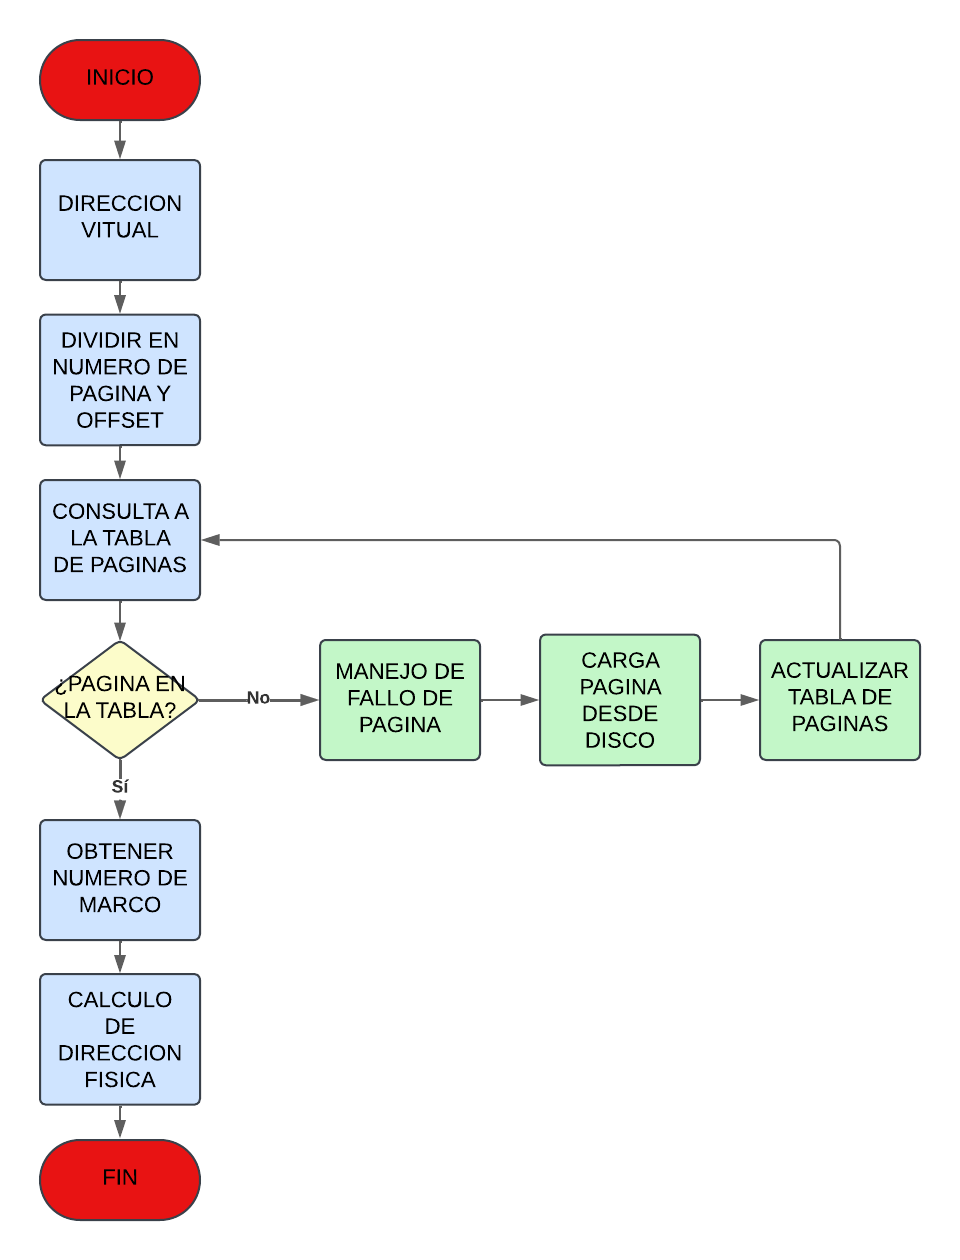 INICIO
DIRECCION
VITUAL
DIVIDIR EN
NUMERO DE
PAGINA Y
OFFSET
CONSULTA A
LA TABLA
DE PAGINAS
¿PAGINA EN
LA TABLA?
No
MANEJO DE
FALLO DE
PAGINA
CARGA
PAGINA
DESDE
DISCO
ACTUALIZAR
TABLA DE
PAGINAS
Sí
OBTENER
NUMERO DE
MARCO
CALCULO
DE
DIRECCION
FISICA
FIN